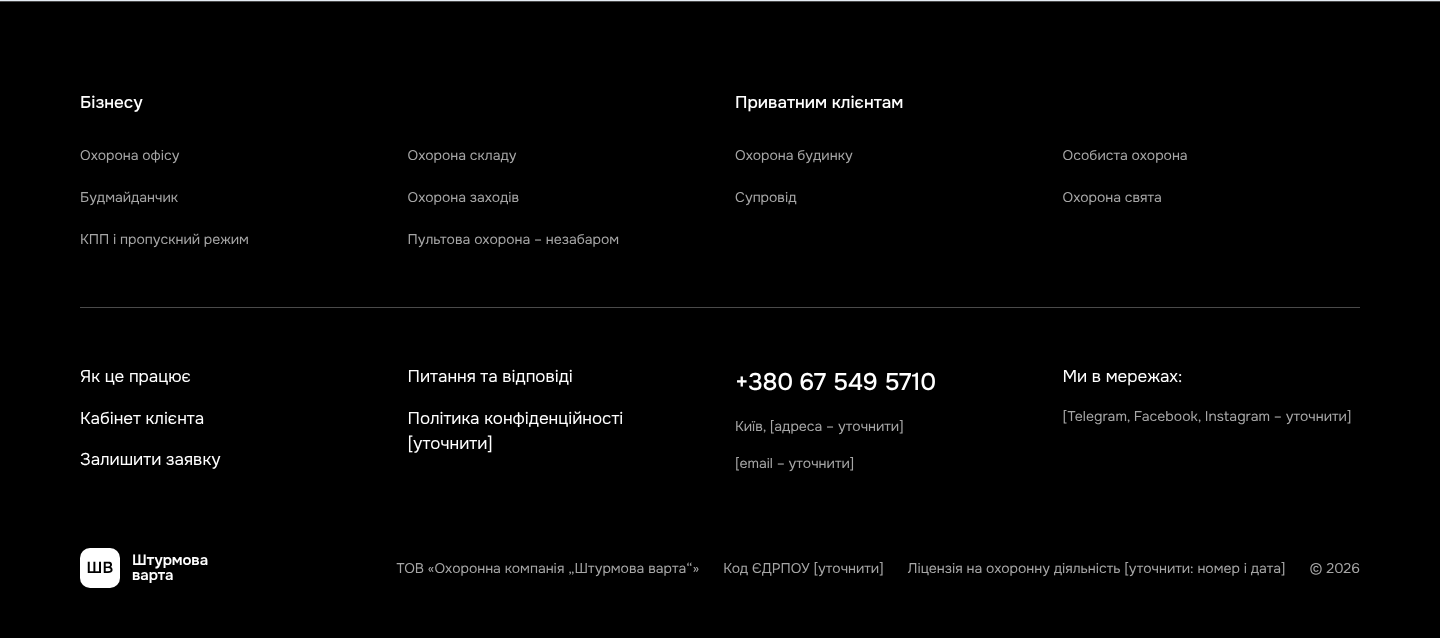 Бізнесу
Приватним клієнтам
Охорона офісу
Охорона складу
Охорона будинку
Особиста охорона
Будмайданчик
Охорона заходів
Супровід
Охорона свята
КПП і пропускний режим
Пультова охорона – незабаром
Як це працює
Кабінет клієнта
Залишити заявку
Питання та відповіді
Політика конфіденційності
[уточнити]
+380 67 549 5710
Київ, [адреса – уточнити]
[email – уточнити]
Ми в мережах:
[Telegram, Facebook, Instagram – уточнити]
ШВ
Штурмова
варта
ТОВ «Охоронна компанія „Штурмова варта“» Код ЄДРПОУ [уточнити] Ліцензія на охоронну діяльність [уточнити: номер і дата] © 2026